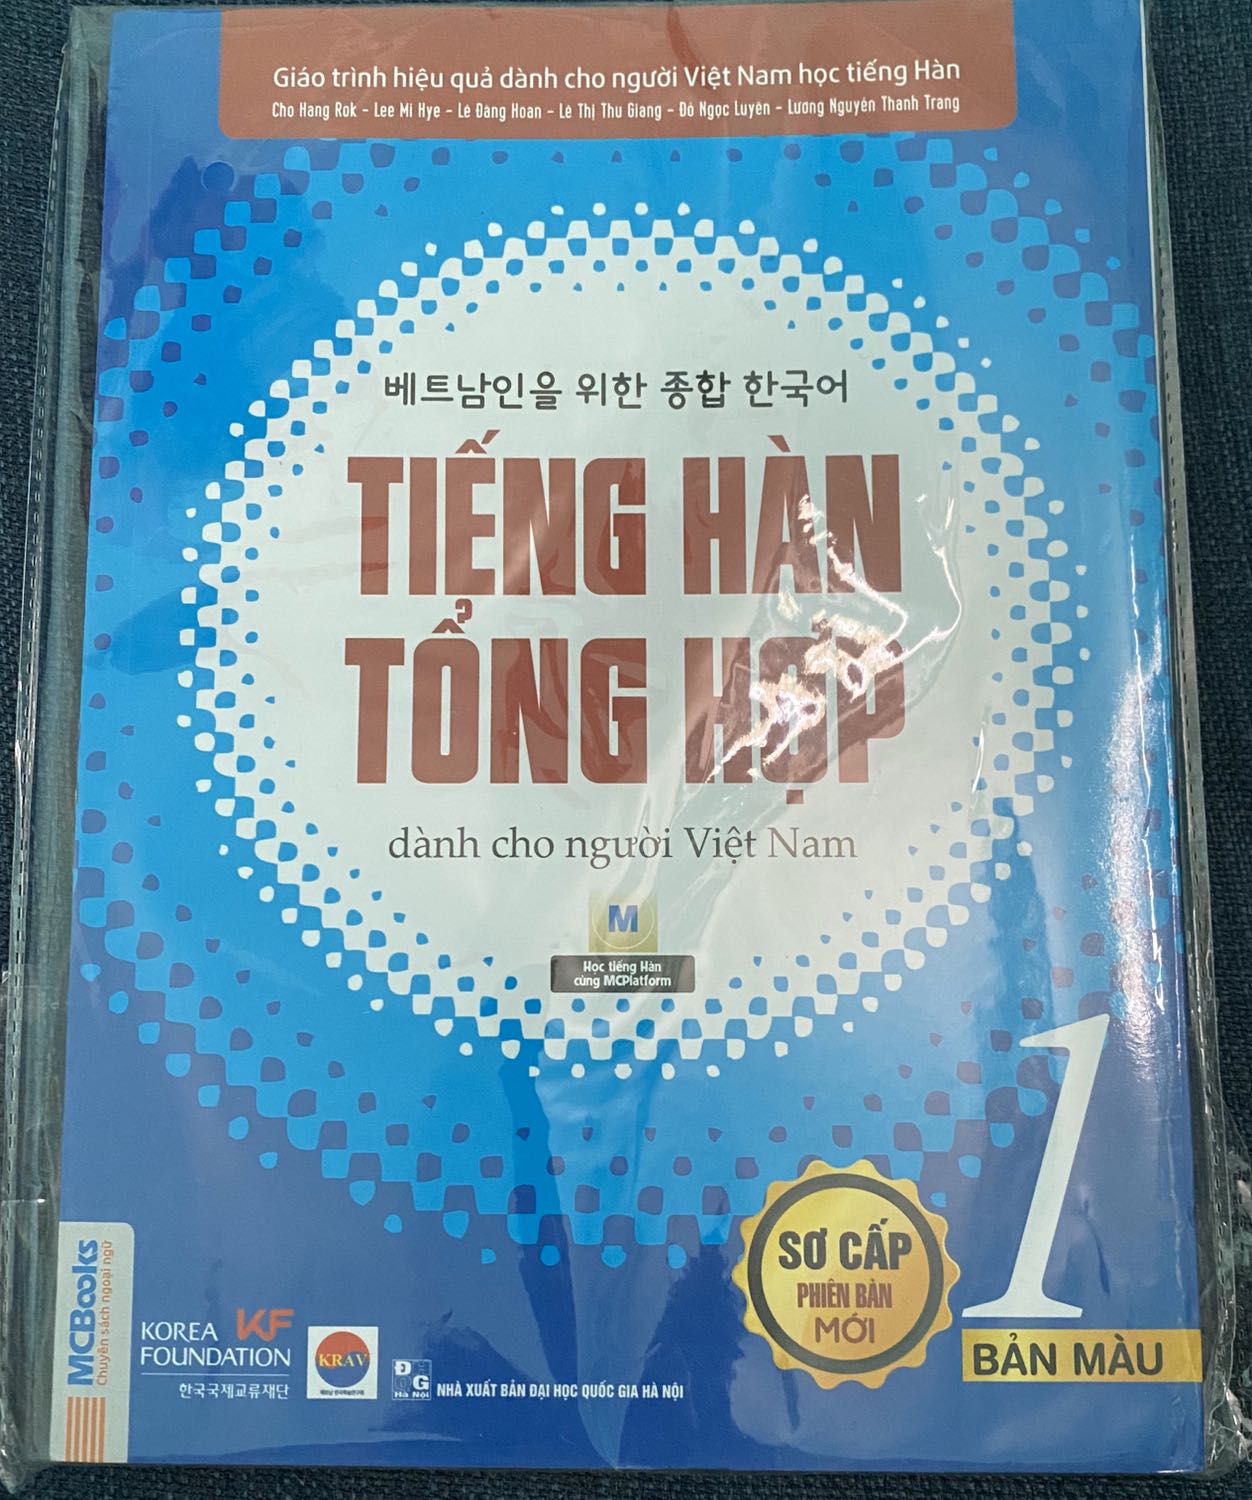 Giáo trình hiệu quả dành cho người Việt Nam học tiếng Hàn
Cho Hang Rok - Lee Mi Hye - Lê Đăng Hoan - Lê Thị Thu Giang - Đỗ Ngọc Luyến - Lương Nguyễn Thanh Trang
베트남인을 위한 종합 한국어
TIẾNG HÀN
TỔNG HỢP
dành cho người Việt Nam
M
Học tiếng Hàn
cùng MCPlatform
1
SƠ CẤP
PHIÊN BẢN
MỚI
BẢN MÀU
MCBooks
Chuyên sách ngoại ngữ
KOREA KF
FOUNDATION
한국국제교류재단
KRAV
ĐHQG
Hà Nội
NHÀ XUẤT BẢN ĐẠI HỌC QUỐC GIA HÀ NỘI